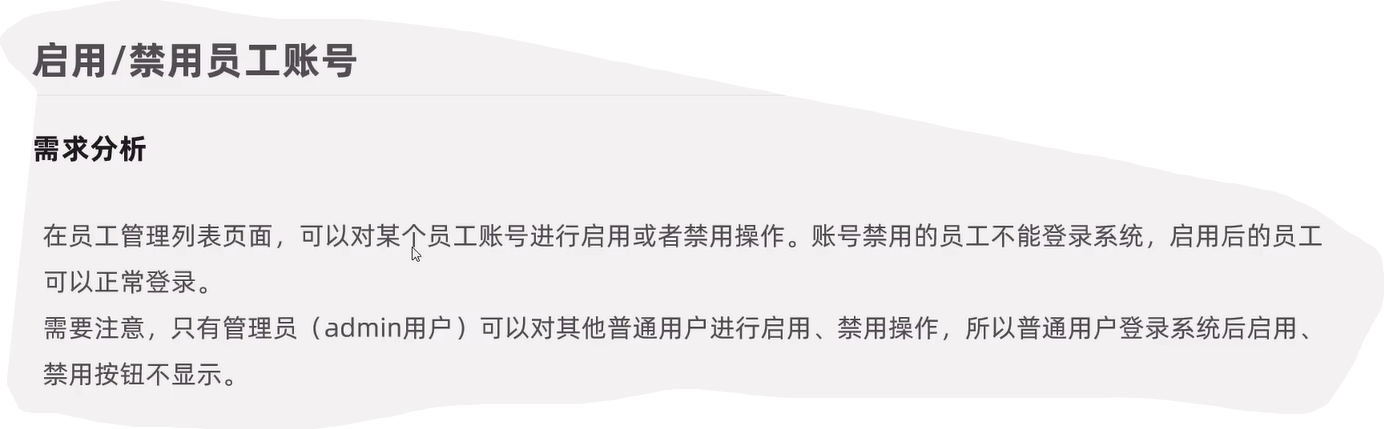 启用/禁用员工账号
需求分析
在员工管理列表页面，可以对某个员工账号进行启用或者禁用操作。账号禁用的员工不能登录系统，启用后的员工
可以正常登录。
需要注意，只有管理员（admin用户）可以对其他普通用户进行启用、禁用操作，所以普通用户登录系统后启用、
禁用按钮不显示。